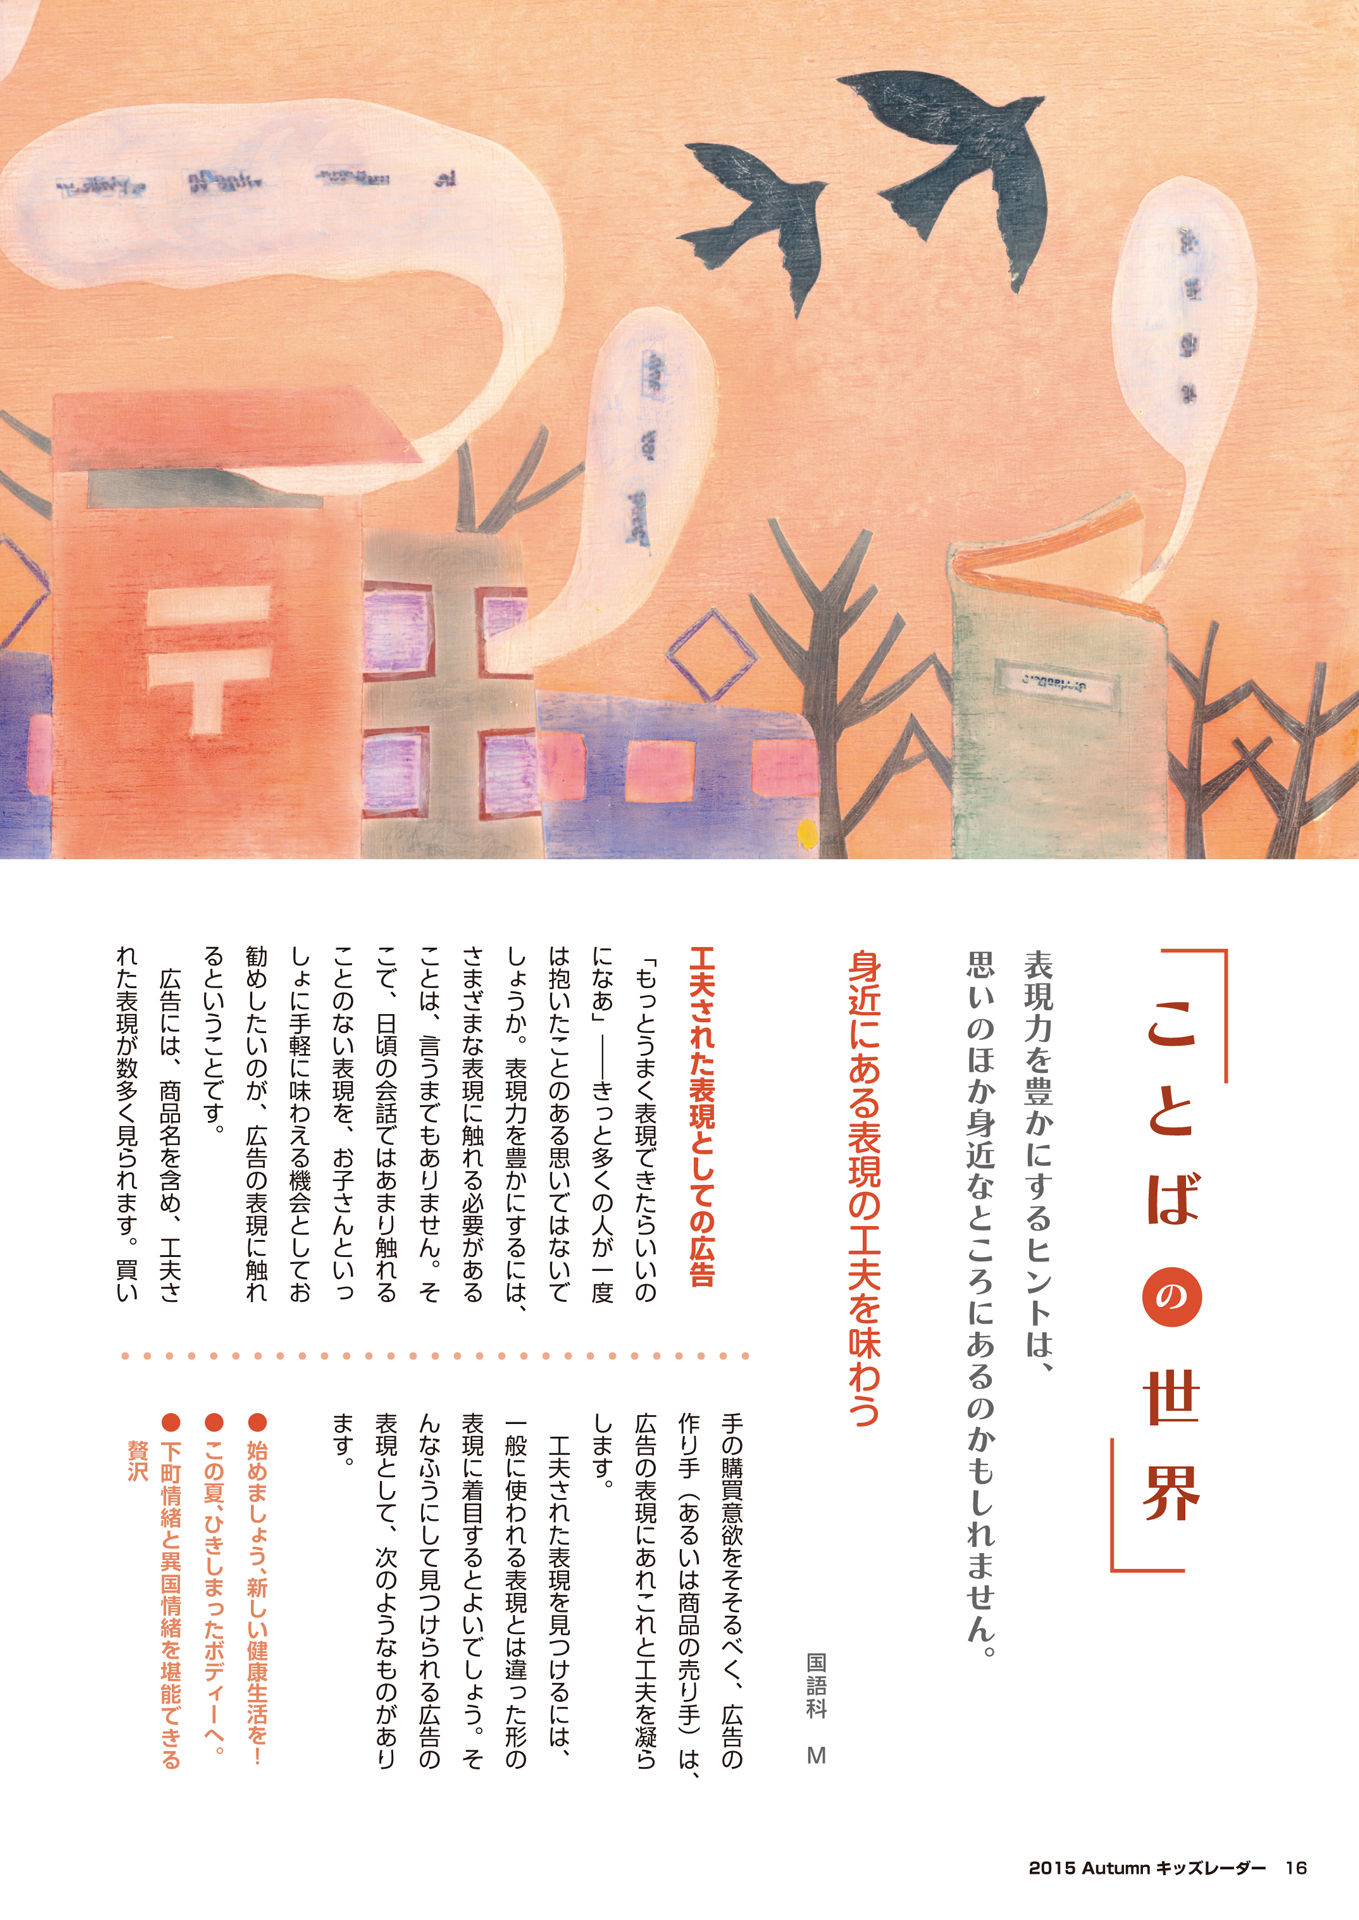 ことばの世界
表現力を豊かにするヒントは、
思いのほか身近なところにあるのかもしれません。
身近にある表現の工夫を味わう
国語科　M
工夫された表現としての広告
「もっとうまく表現できたらいいの
になあ」――きっと多くの人が一度
は抱いたことのある思いではないで
しょうか。表現力を豊かにするには、
さまざまな表現に触れる必要がある
ことは、言うまでもありません。そ
こで、日頃の会話ではあまり触れる
ことのない表現を、お子さんといっ
しょに手軽に味わえる機会としてお
勧めしたいのが、広告の表現に触れ
るということです。
　広告には、商品名を含め、工夫さ
れた表現が数多く見られます。買い
手の購買意欲をそそるべく、広告の
作り手（あるいは商品の売り手）は、
広告の表現にあれこれと工夫を凝ら
します。
　工夫された表現を見つけるには、
一般に使われる表現とは違った形の
表現に着目するとよいでしょう。そ
んなふうにして見つけられる広告の
表現として、次のようなものがあり
ます。
●始めましょう、新しい健康生活を！
●この夏、ひきしまったボディーへ。
●下町情緒と異国情緒を堪能できる
贅沢
2015 Autumn キッズレーダー　16